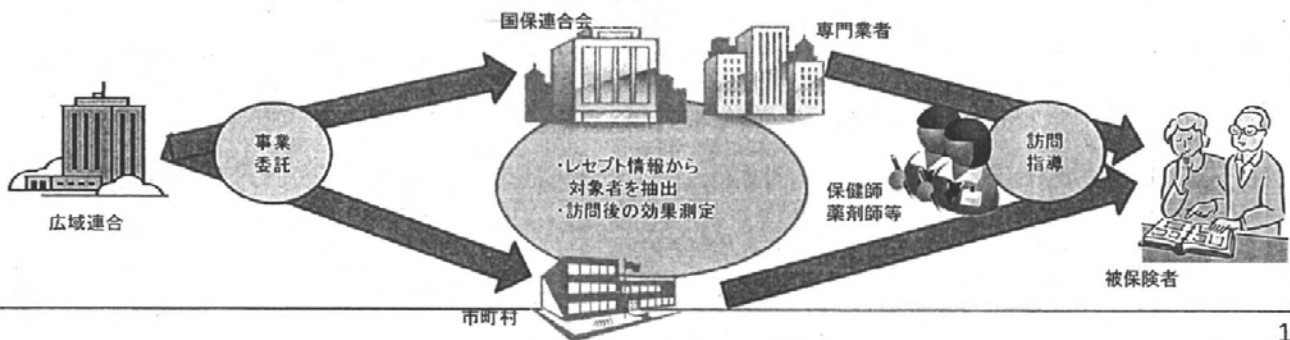 国保連合会
専門業者
事業
委託
・レセプト情報から
対象者を抽出
・訪問後の効果測定
訪問
指導
保健師
薬剤師等
広域連合
被保険者
市町村
1